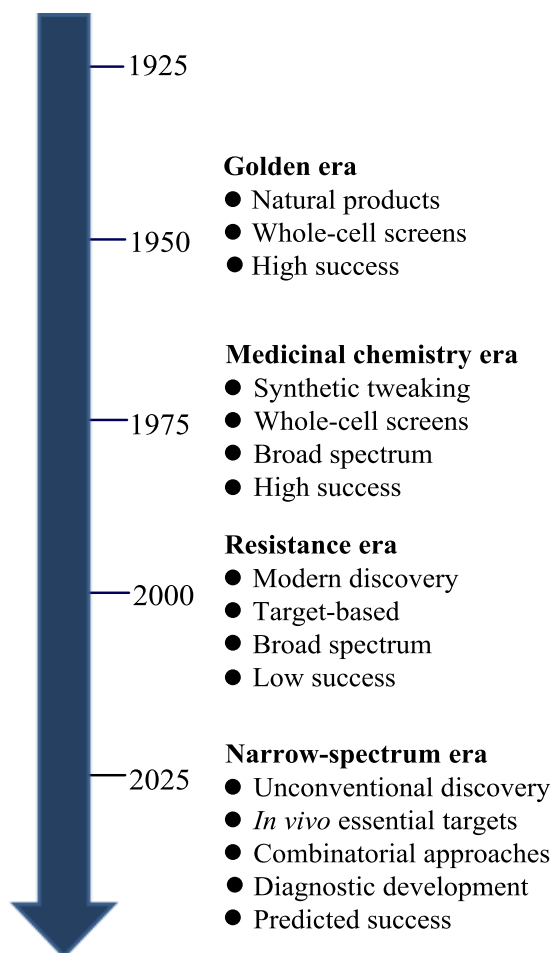 1925
Golden era
● Natural products
1950
● Whole-cell screens
● High success
Medicinal chemistry era
● Synthetic tweaking
1975
● Whole-cell screens
● Broad spectrum
● High success
Resistance era
● Modern discovery
2000
● Target-based
● Broad spectrum
● Low success
Narrow-spectrum era
2025
● Unconventional discovery
● In vivo essential targets
● Combinatorial approaches
● Diagnostic development
● Predicted success